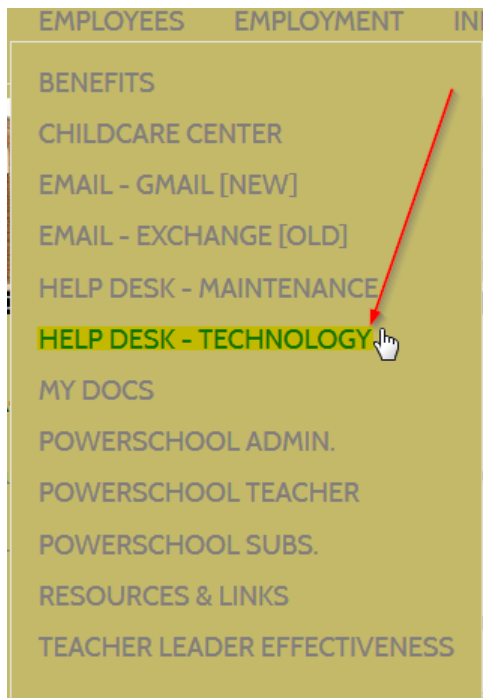 EMPLOYEES EMPLOYMENT
BENEFITS
CHILDCARE CENTER
EMAIL - GMAIL [NEW]
EMAIL - EXCHANGE [OLD]
HELP DESK - MAINTENANCE
HELP DESK - TECHNOLOGY
MY DOCS
POWERSCHOOL ADMIN.
POWERSCHOOL TEACHER
POWERSCHOOL SUBS.
RESOURCES & LINKS
TEACHER LEADER EFFECTIVENESS